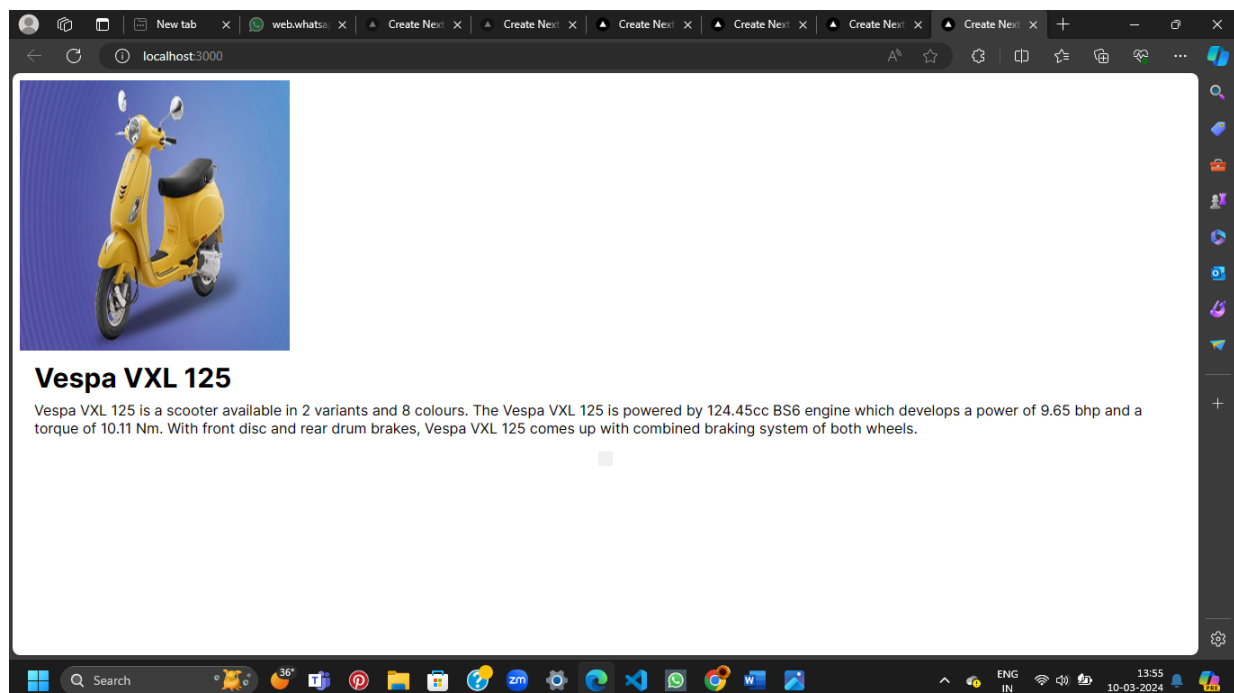 New tab
web.whatsa
Create Next
Create Next
Create Next
Create Next
Create Next
Create Next
localhost:3000
Vespa VXL 125
Vespa VXL 125 is a scooter available in 2 variants and 8 colours. The Vespa VXL 125 is powered by 124.45cc BS6 engine which develops a power of 9.65 bhp and a
torque of 10.11 Nm. With front disc and rear drum brakes, Vespa VXL 125 comes up with combined braking system of both wheels.
Search
36°
zm
W
ENG
IN
13:55
10-03-2024
PRE